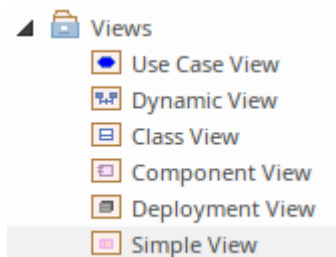 Views
Use Case View
Dynamic View
Class View
Component View
Deployment View
Simple View